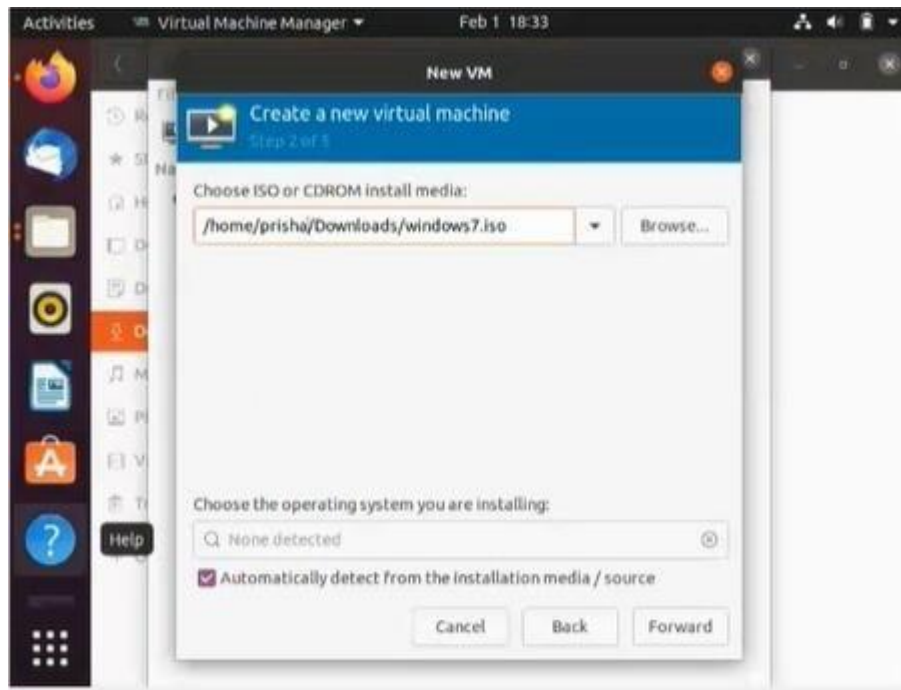 Activities Virtual Machine Manager Feb 1 18:33
New VM
Create a new virtual machine
Step 2 of 5
Choose ISO or CDROM install media:
/home/prisha/Downloads/windows7.iso Browse...
Choose the operating system you are installing:
None detected
Help
Automatically detect from the installation media / source
Cancel Back Forward